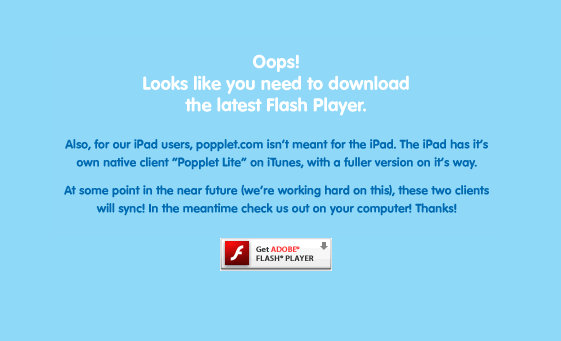 Oops!
Looks like you need to download
the latest Flash Player.
Also, for our iPad users, popplet.com isn't meant for the iPad. The iPad has it's
own native client "Popplet Lite" on iTunes, with a fuller version on it's way.
At some point in the near future (we're working hard on this), these two clients
will sync! In the meantime check us out on your computer! Thanks!
Get ADOBE®
FLASH® PLAYER